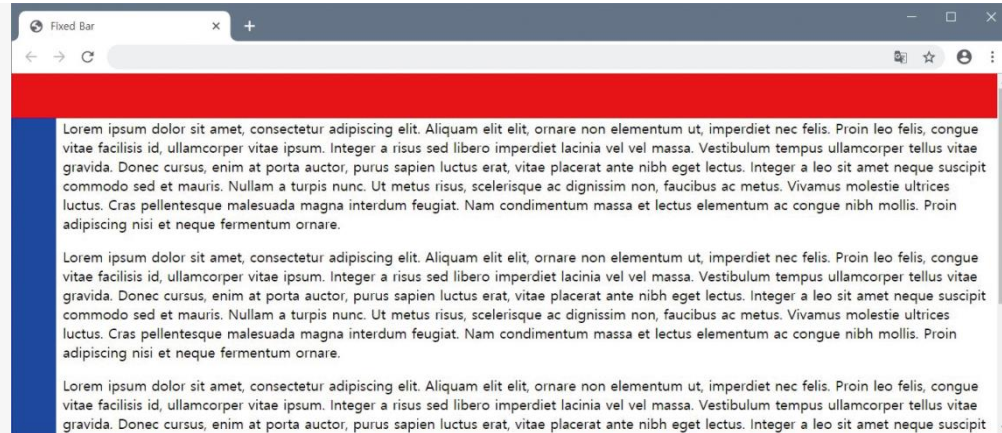 Fixed Bar
Lorem ipsum dolor sit amet, consectetur adipiscing elit. Aliquam elit elit, ornare non elementum ut, imperdiet nec felis. Proin leo felis, congue
vitae facilisis id, ullamcorper vitae ipsum. Integer a risus sed libero imperdiet lacinia vel vel massa. Vestibulum tempus ullamcorper tellus vitae
gravida. Donec cursus, enim at porta auctor, purus sapien luctus erat, vitae placerat ante nibh eget lectus. Integer a leo sit amet neque suscipit
commodo sed et mauris. Nullam a turpis nunc. Ut metus risus, scelerisque ac dignissim non, faucibus ac metus. Vivamus molestie ultrices
luctus. Cras pellentesque malesuada magna interdum feugiat. Nam condimentum massa et lectus elementum ac congue nibh mollis. Proin
adipiscing nisi et neque fermentum ornare.
Lorem ipsum dolor sit amet, consectetur adipiscing elit. Aliquam elit elit, ornare non elementum ut, imperdiet nec felis. Proin leo felis, congue
vitae facilisis id, ullamcorper vitae ipsum. Integer a risus sed libero imperdiet lacinia vel vel massa. Vestibulum tempus ullamcorper tellus vitae
gravida. Donec cursus, enim at porta auctor, purus sapien luctus erat, vitae placerat ante nibh eget lectus. Integer a leo sit amet neque suscipit
commodo sed et mauris. Nullam a turpis nunc. Ut metus risus, scelerisque ac dignissim non, faucibus ac metus. Vivamus molestie ultrices
luctus. Cras pellentesque malesuada magna interdum feugiat. Nam condimentum massa et lectus elementum ac congue nibh mollis. Proin
adipiscing nisi et neque fermentum ornare.
Lorem ipsum dolor sit amet, consectetur adipiscing elit. Aliquam elit elit, ornare non elementum ut, imperdiet nec felis. Proin leo felis, congue
vitae facilisis id, ullamcorper vitae ipsum. Integer a risus sed libero imperdiet lacinia vel vel massa. Vestibulum tempus ullamcorper tellus vitae
gravida. Donec cursus, enim at porta auctor, purus sapien luctus erat, vitae placerat ante nibh eget lectus. Integer a leo sit amet neque suscipit